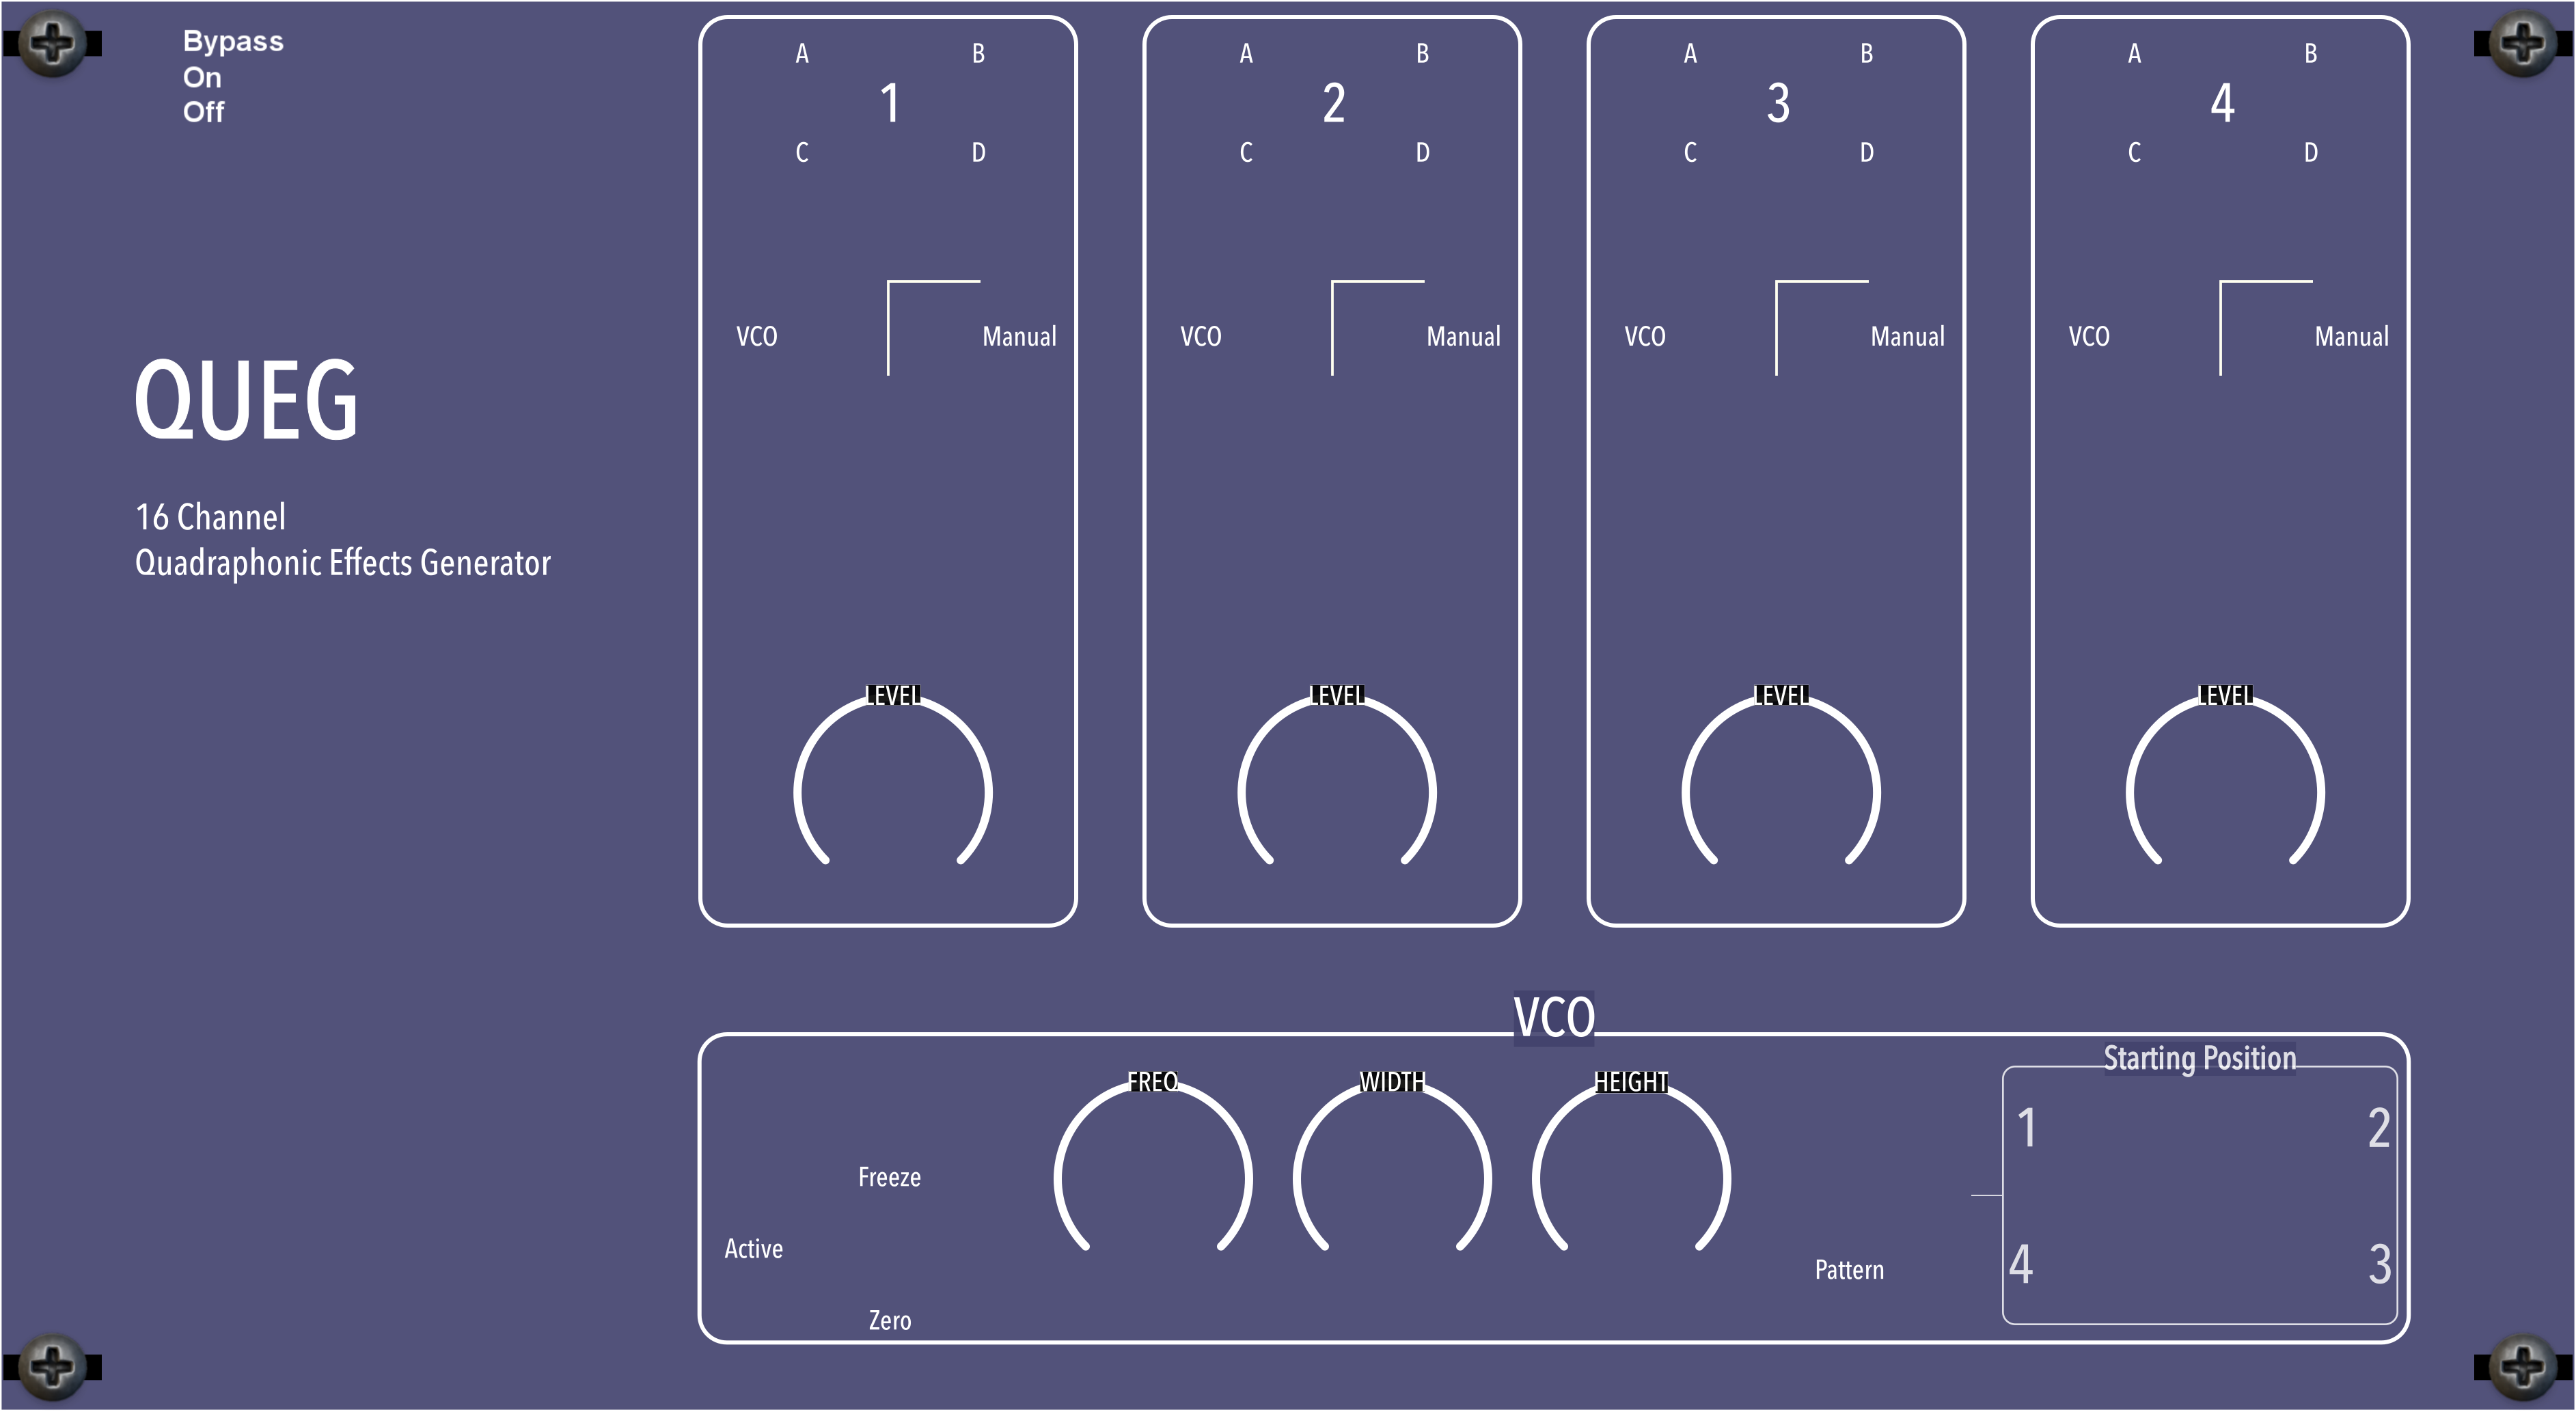 Bypass
On
Off
QUEG
16 Channel
Quadraphonic Effects Generator
A B
1
C D
VCO Manual
LEVEL
A B
2
C D
VCO Manual
LEVEL
A B
3
C D
VCO Manual
LEVEL
A B
4
C D
VCO Manual
LEVEL
VCO
Active
Freeze
Zero
FREQ
WIDTH
HEIGHT
Pattern
Starting Position
1 2
4 3